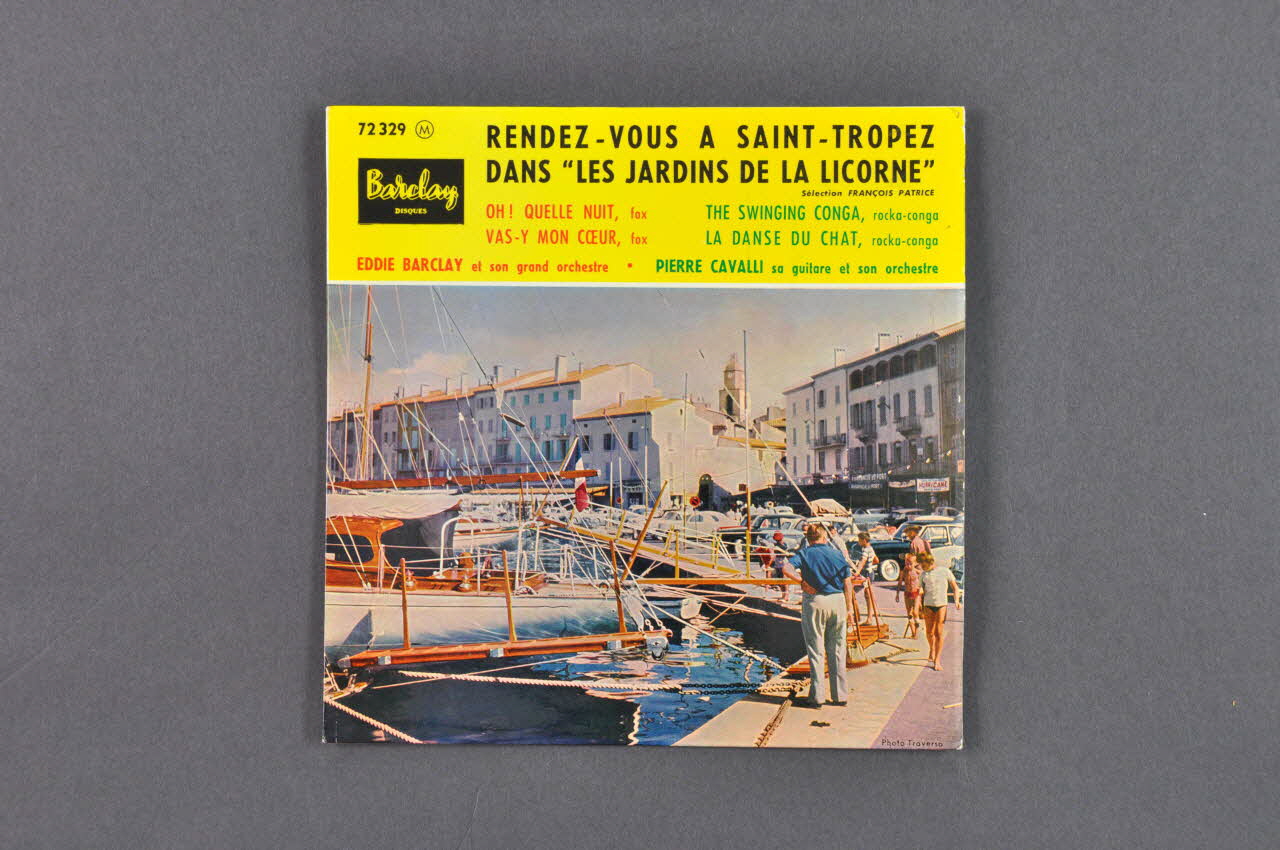 72 329 M
RENDEZ-VOUS A SAINT-TROPEZ
DANS "LES JARDINS DE LA LICORNE"
Sélection FRANÇOIS PATRICE
Barclay
DISQUES
OH! QUELLE NUIT, fox
VAS-Y MON CŒUR, fox
THE SWINGING CONGA, rocka-conga
LA DANSE DU CHAT, rocka-conga
EDDIE BARCLAY et son grand orchestre • PIERRE CAVALLI sa guitare et son orchestre
HURRICANE
Photo Traverso